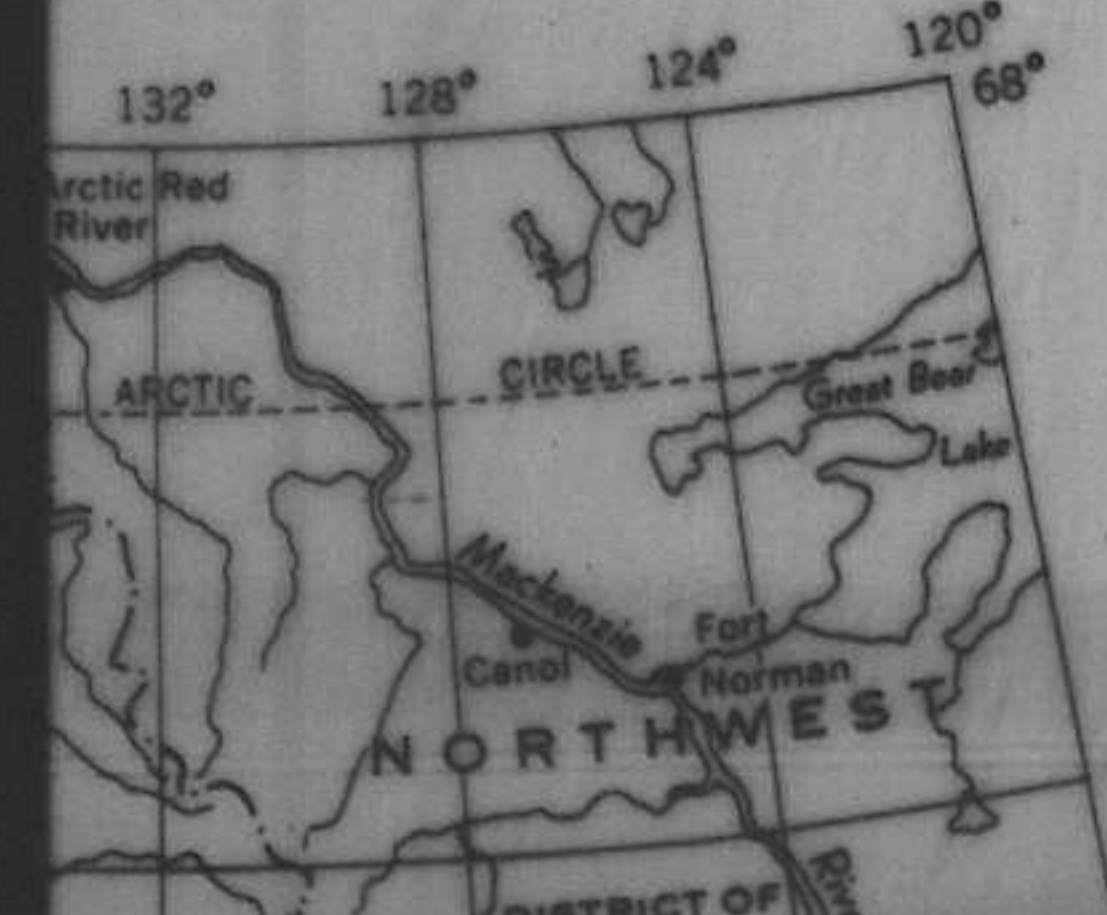 132° 128° 124° 120°
68°
Arctic Red
River
ARCTIC CIRCLE
Great Bear
Lake
Mackenzie
Fort
Norman
Canol
NORTHWEST
DISTRICT OF